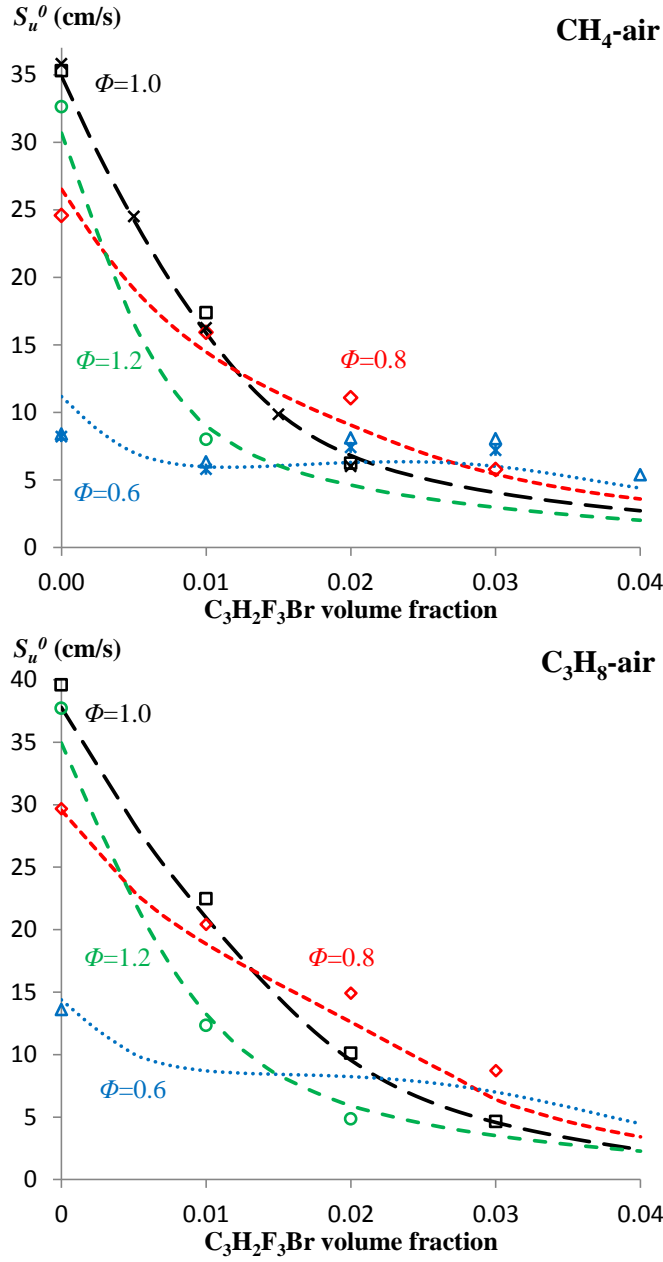 Sᵤ⁰ (cm/s)
CH₄-air
35
30
25
20
15
10
5
0
Φ=1.0
Φ=0.8
Φ=1.2
Φ=0.6
0.00 0.01 0.02 0.03 0.04
C₃H₂F₃Br volume fraction
Sᵤ⁰ (cm/s)
C₃H₈-air
40
35
30
25
20
15
10
5
0
Φ=1.0
Φ=1.2
Φ=0.8
Φ=0.6
0 0.01 0.02 0.03 0.04
C₃H₂F₃Br volume fraction